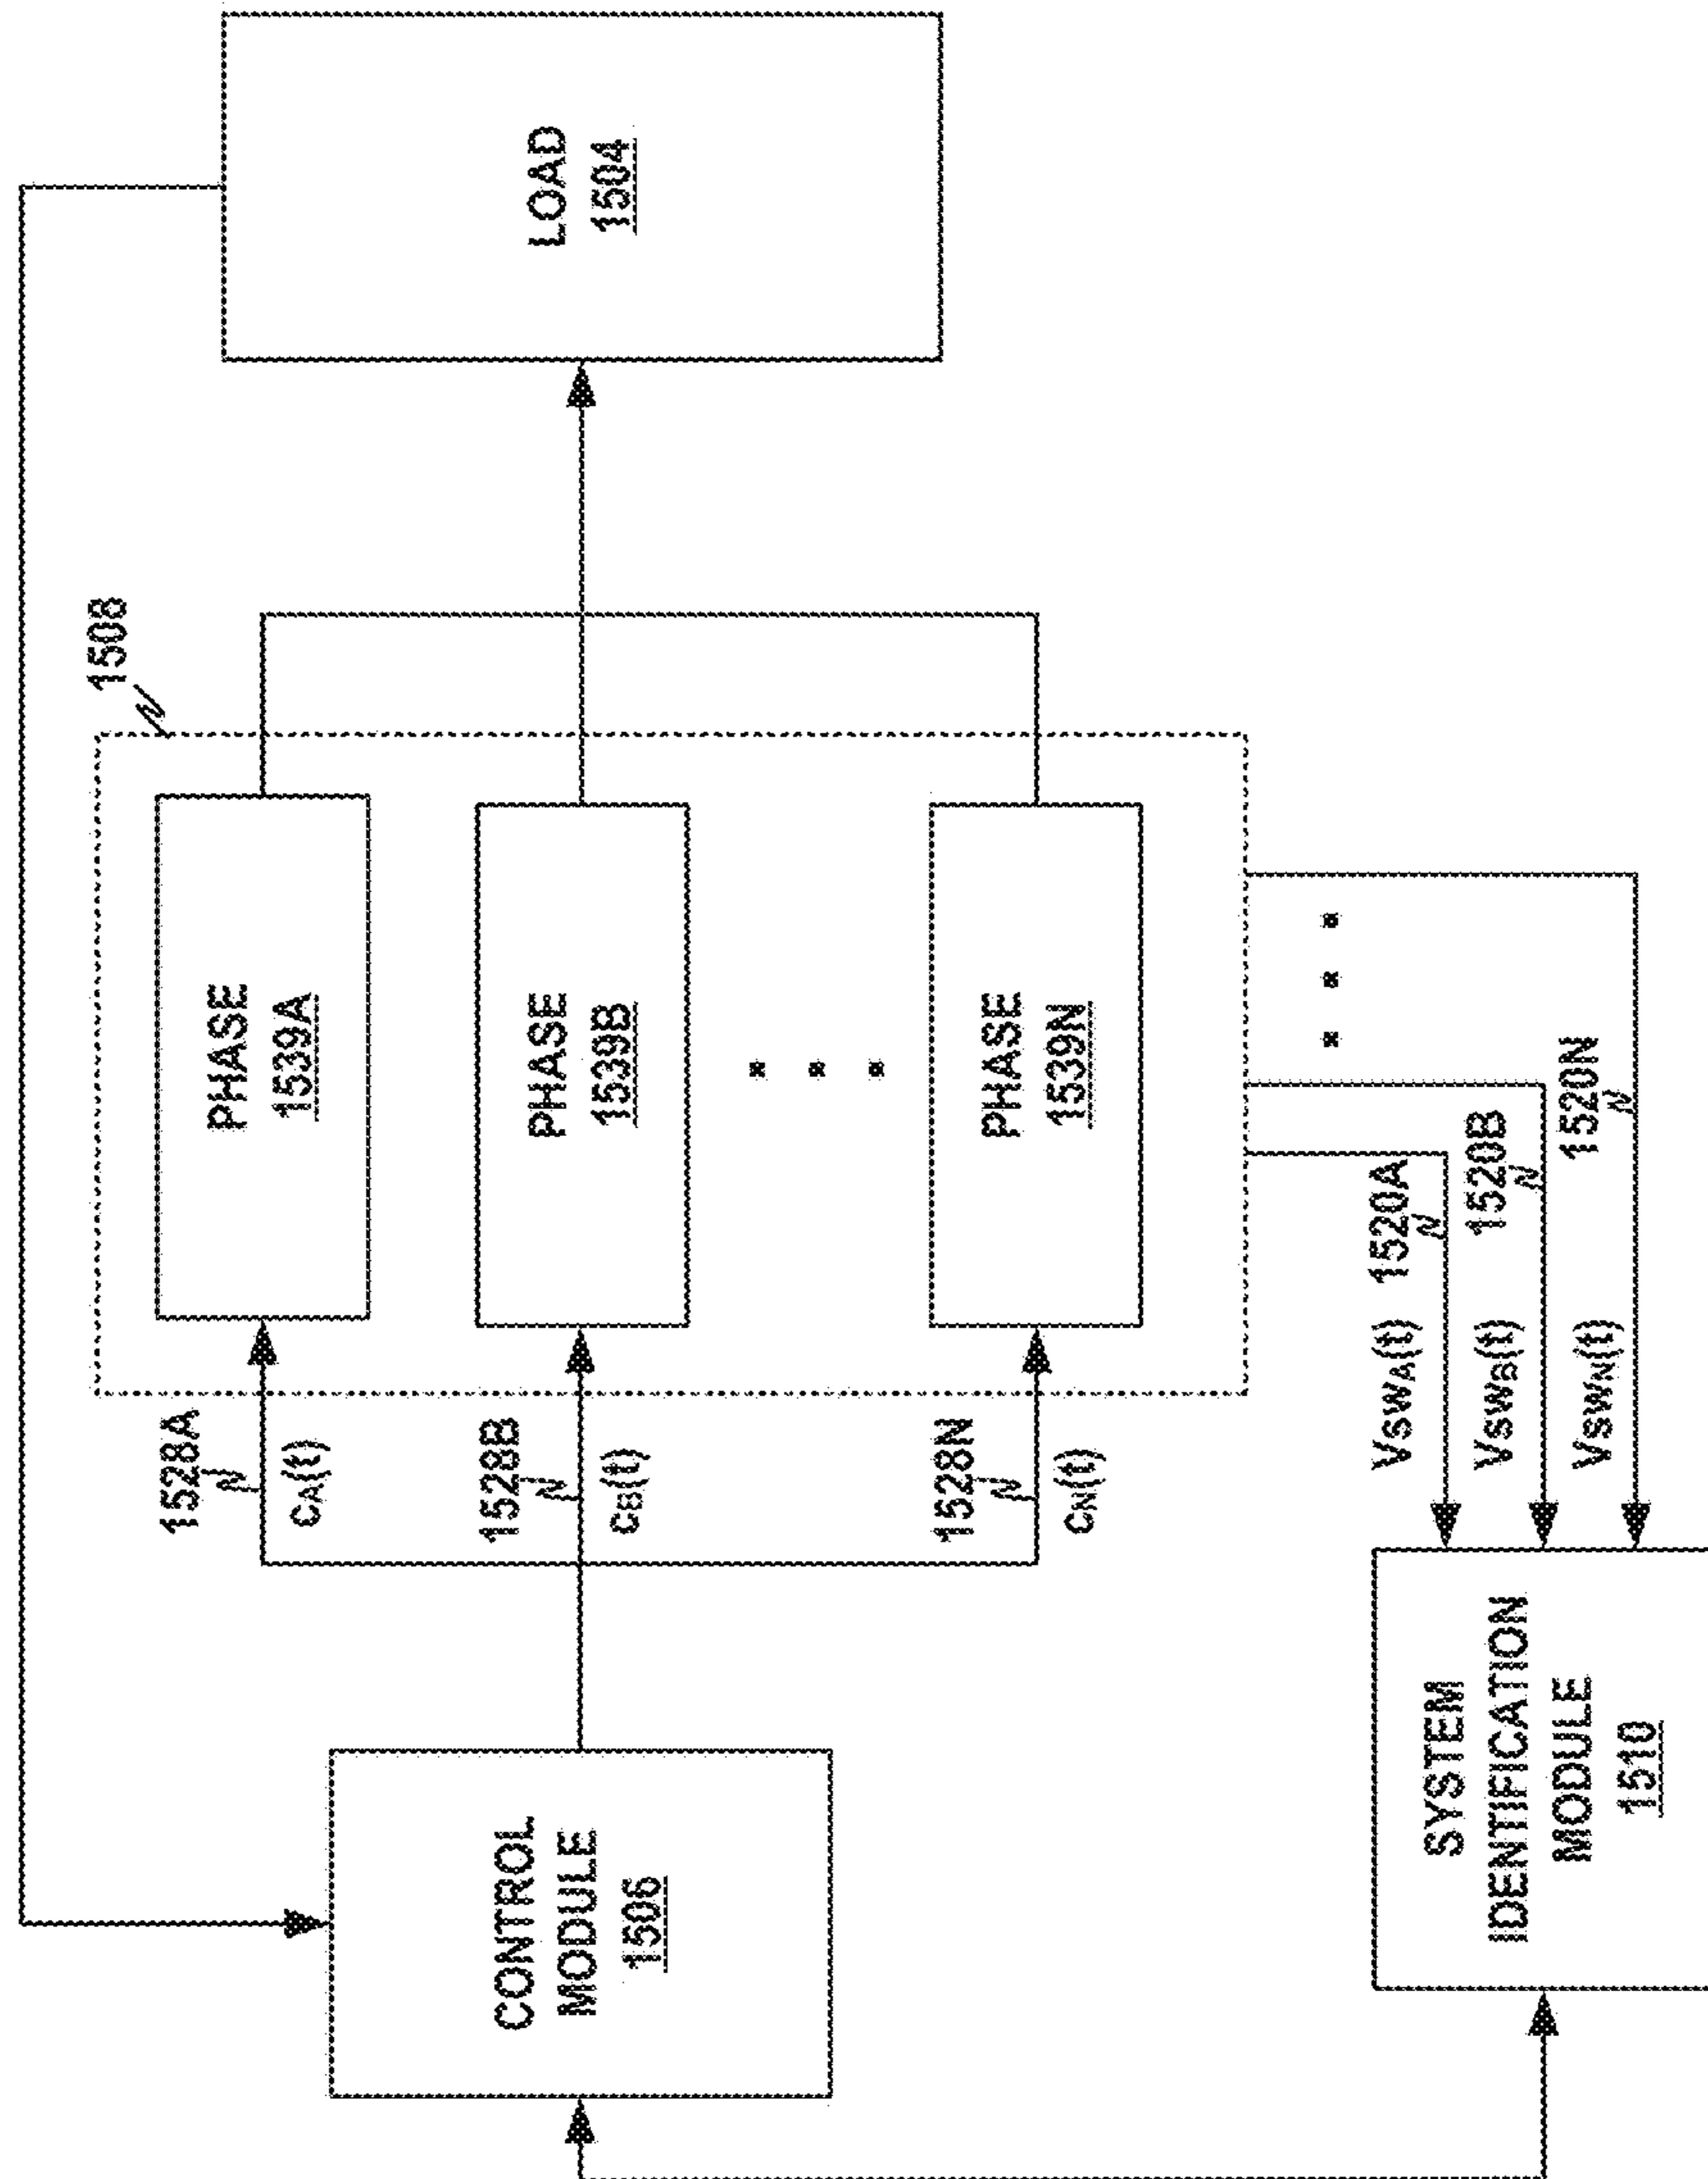 1508
LOAD
1504
PHASE
1539A
PHASE
1539B
PHASE
1539N
1528A
cA(t)
1528B
cB(t)
1528N
cN(t)
CONTROL
MODULE
1506
1520A
VswA(t)
1520B
VswB(t)
1520N
VswN(t)
SYSTEM
IDENTIFICATION
MODULE
1510